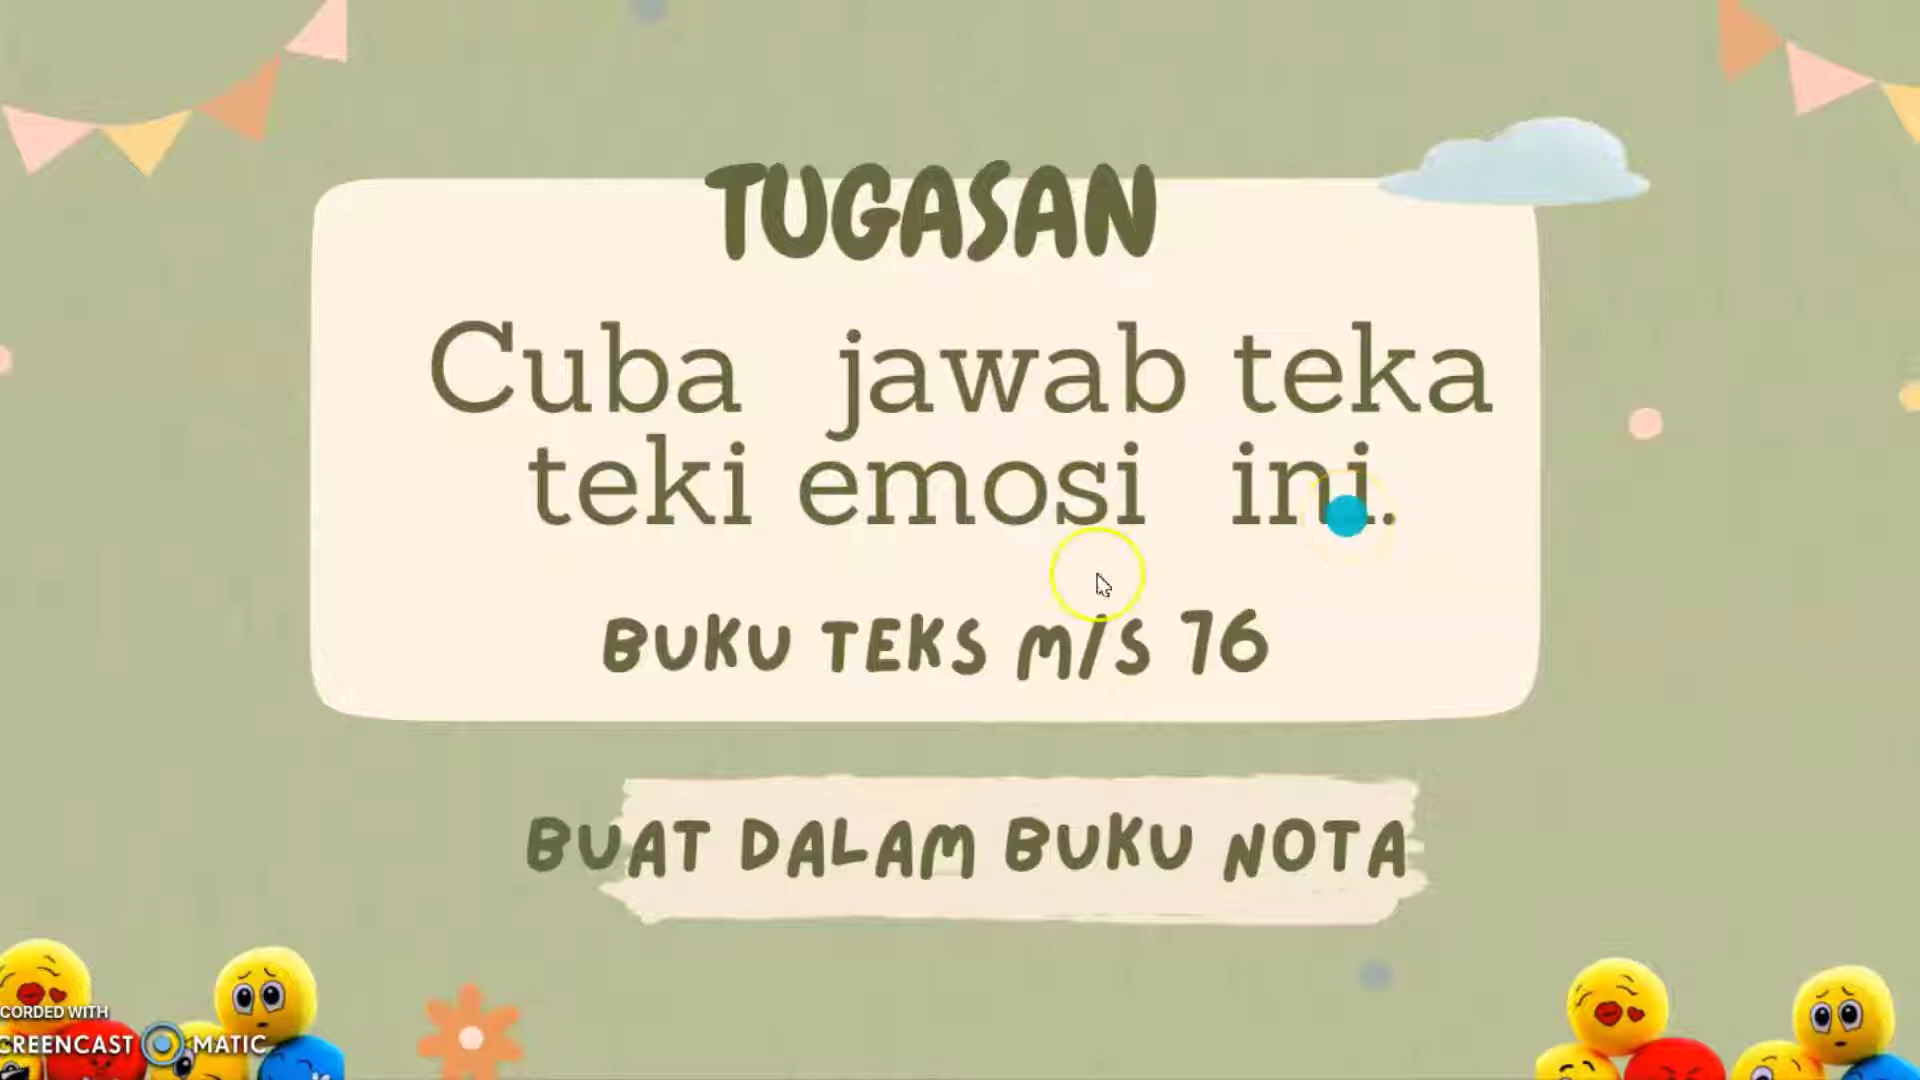 TUGASAN
Cuba jawab teka
teki emosi ini.
BUKU TEKS M/S 76
BUAT DALAM BUKU NOTA
CORDED WITH
CREENCAST MATIC